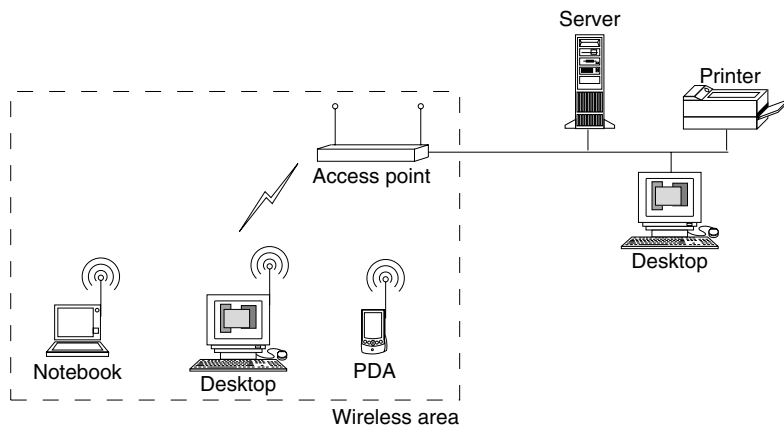 Server
Printer
Access point
Desktop
Notebook
Desktop
PDA
Wireless area